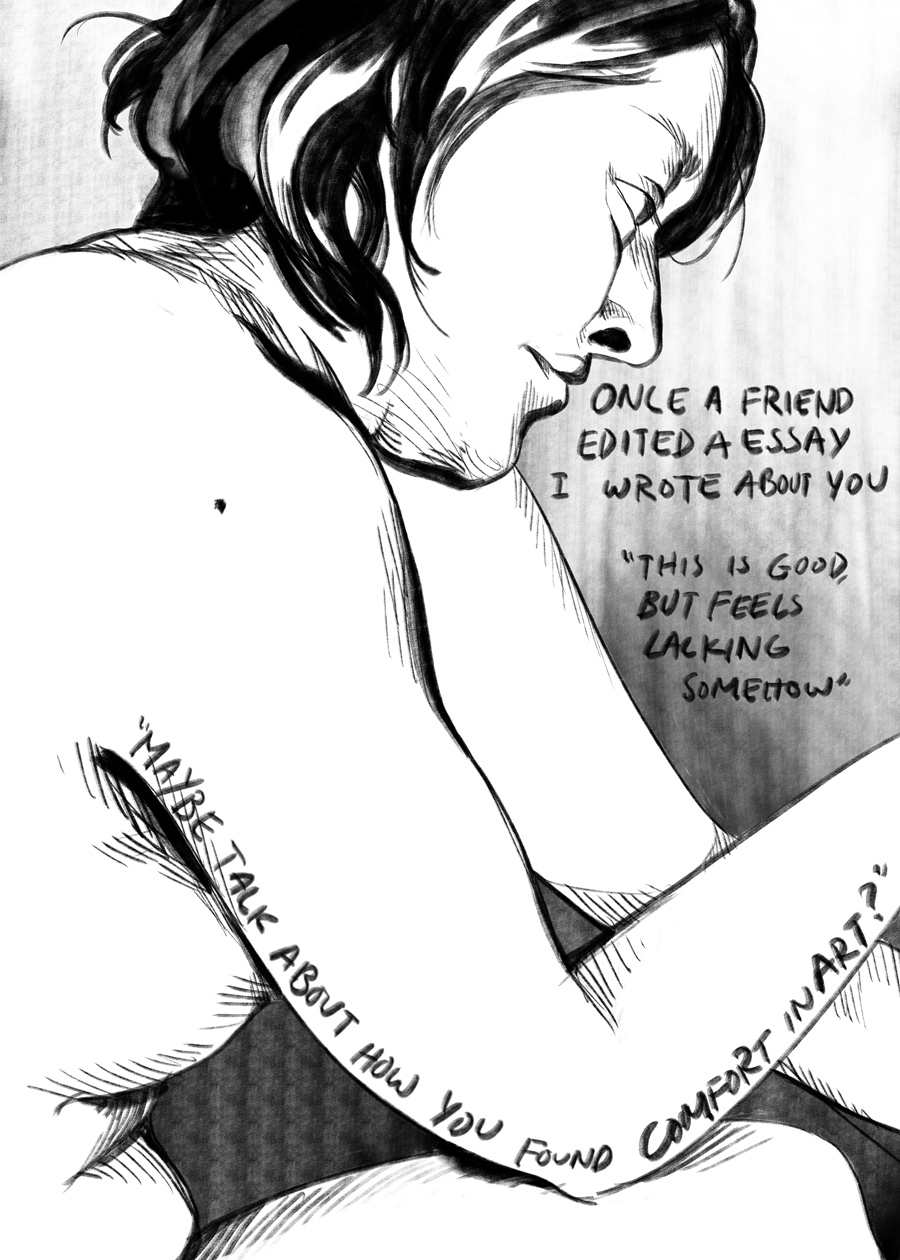 ONCE A FRIEND
EDITED A ESSAY
I WROTE ABOUT YOU
"THIS IS GOOD,
BUT FEELS
LACKING
SOMEHOW"
"MAYBE TALK ABOUT HOW YOU FOUND COMFORT IN ART?"